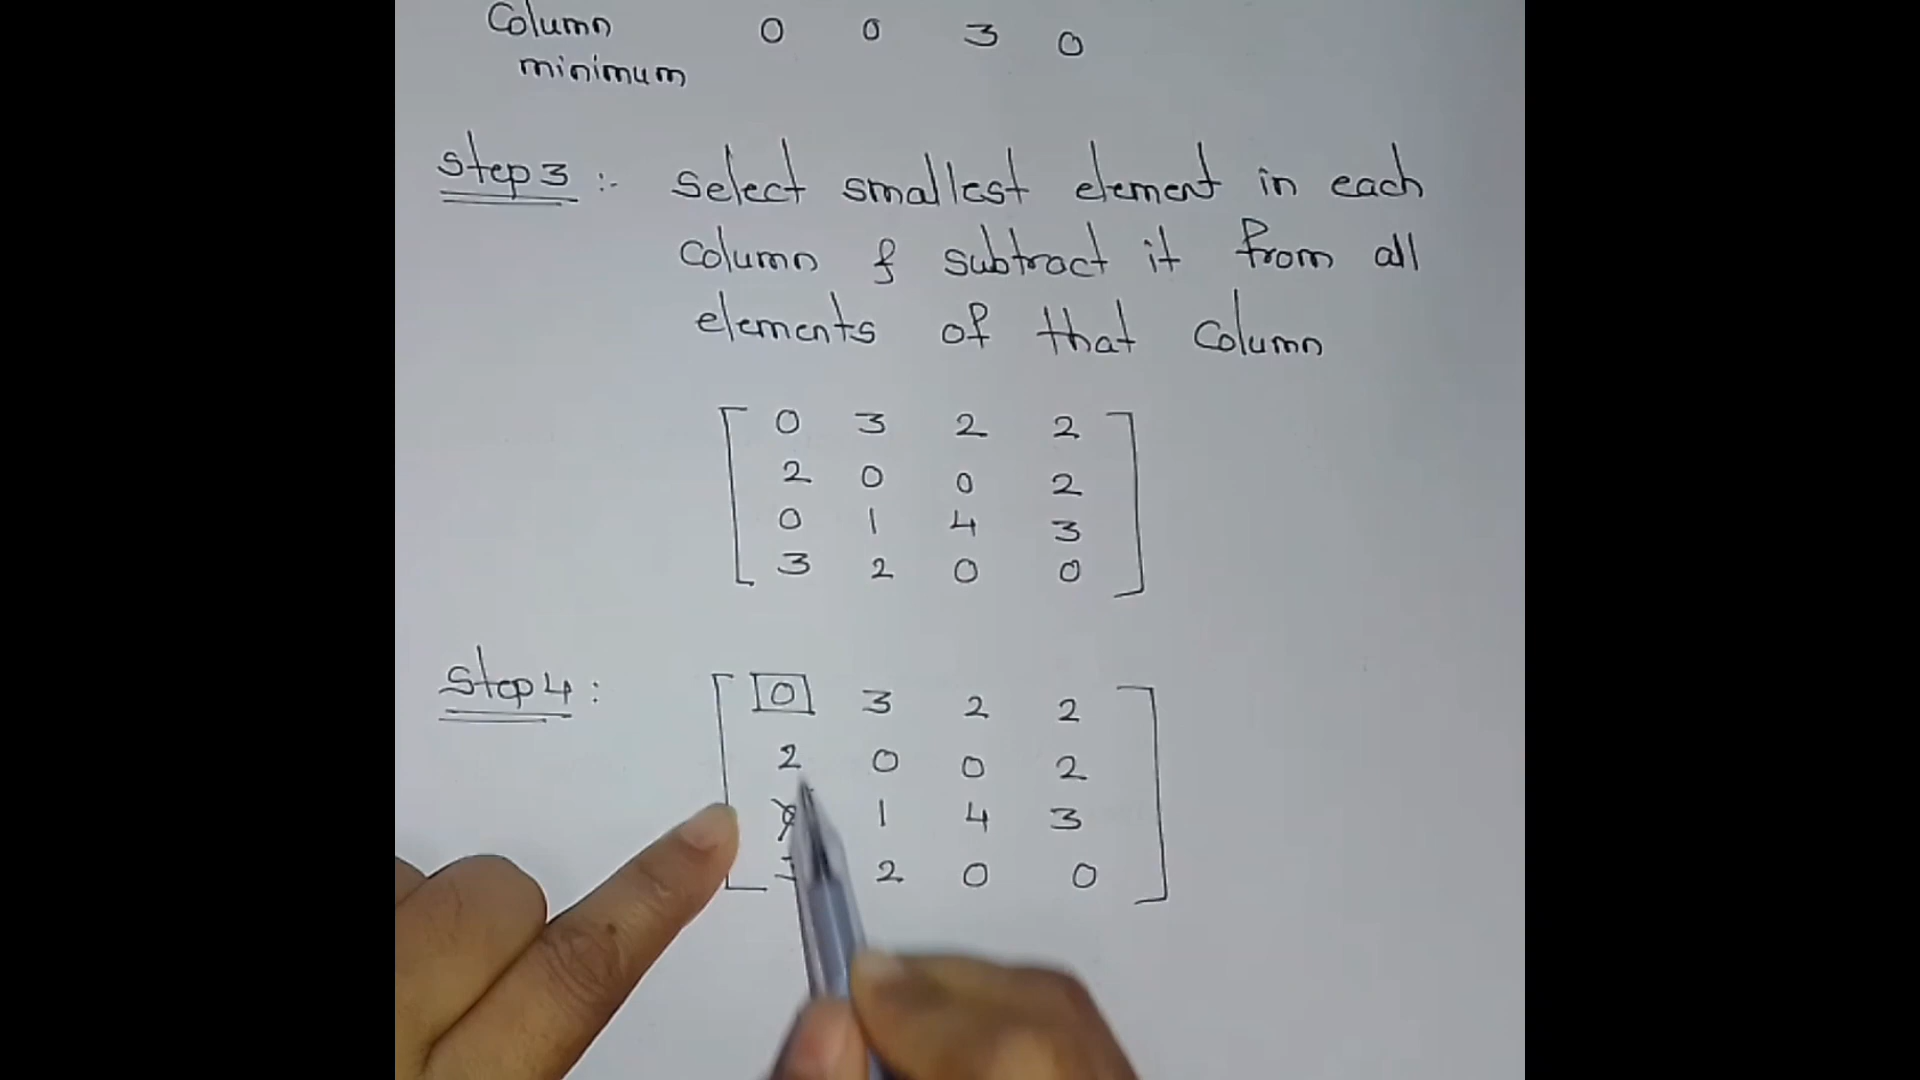 Column 0 0 3 0
minimum
Step 3 :- Select smallest element in each
column & subtract it from all
elements of that column
0 3 2 2
2 0 0 2
0 1 4 3
3 2 0 0
Step 4 : 0 3 2 2
2 0 0 2
0 1 4 3
2 0 0